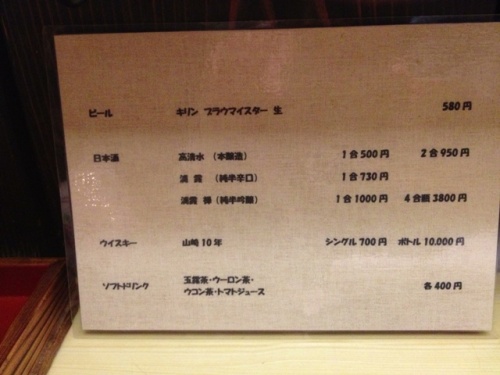 ビール キリン ブラウマイスター 生 580円
日本酒 高清水 (本醸造) 1合500円 2合950円
浦霞 (純米辛口) 1合730円
浦霞 禅 (純米吟醸) 1合1000円 4合瓶3800円
ウイスキー 山崎10年 シングル700円 ボトル10,000円
ソフトドリンク 玉露茶・ウーロン茶・
ウコン茶・トマトジュース 各400円